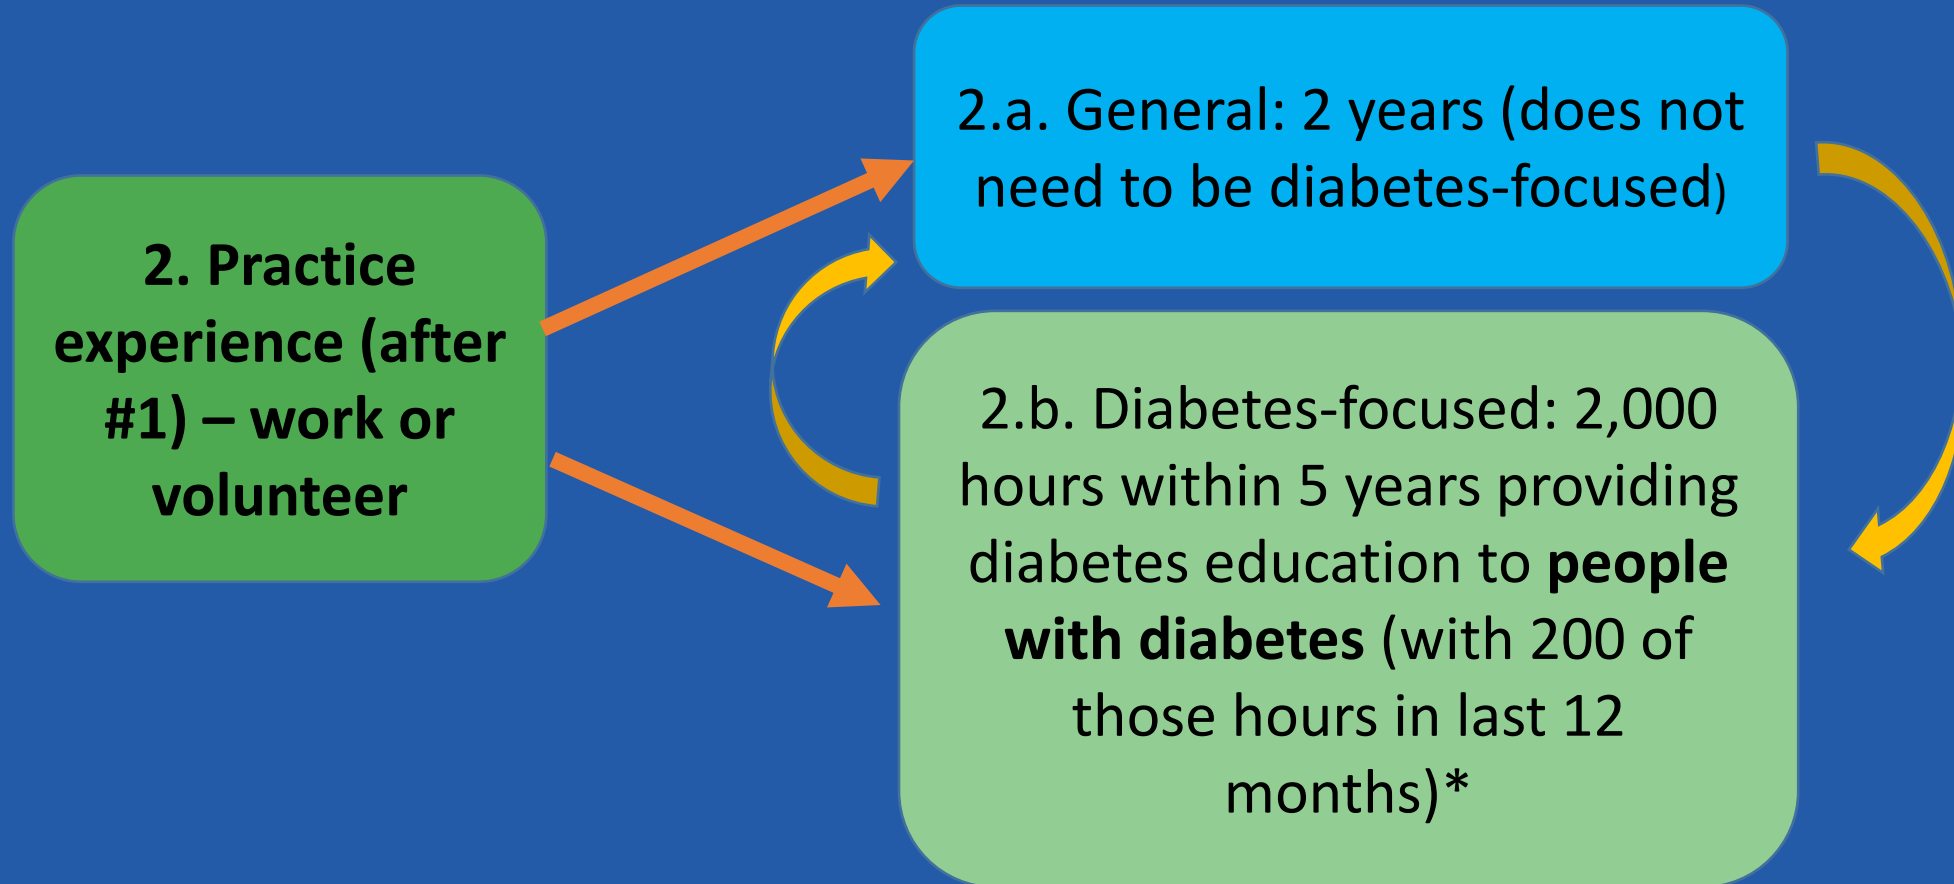 2. Practice
experience (after
#1) – work or
volunteer
2.a. General: 2 years (does not
need to be diabetes-focused)
2.b. Diabetes-focused: 2,000
hours within 5 years providing
diabetes education to people
with diabetes (with 200 of
those hours in last 12
months)*